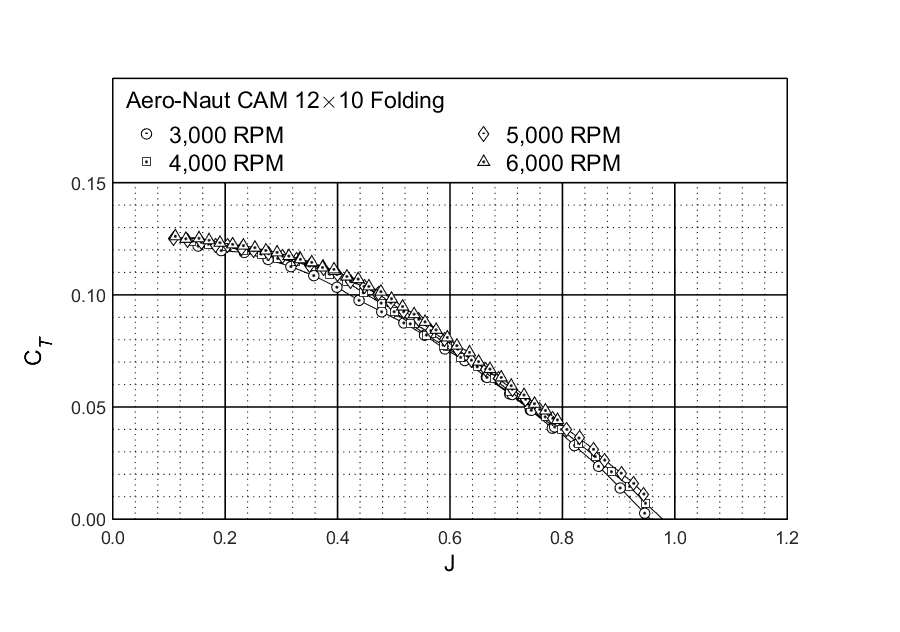 Aero-Naut CAM 12×10 Folding
3,000 RPM
5,000 RPM
4,000 RPM
6,000 RPM
0.15
0.10
0.05
0.00
C_T
0.0 0.2 0.4 0.6 0.8 1.0 1.2
J